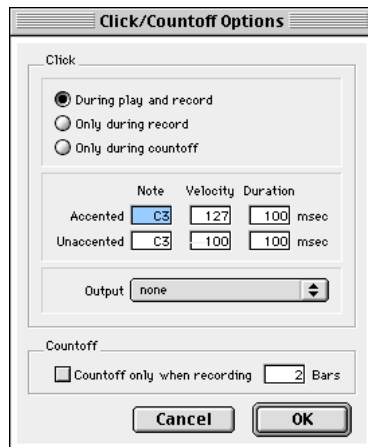 Click/Countoff Options
Click
During play and record
Only during record
Only during countoff
Note Velocity Duration
Accented C3 127 100 msec
Unaccented C3 100 100 msec
Output none
Countoff
Countoff only when recording 2 Bars
Cancel OK